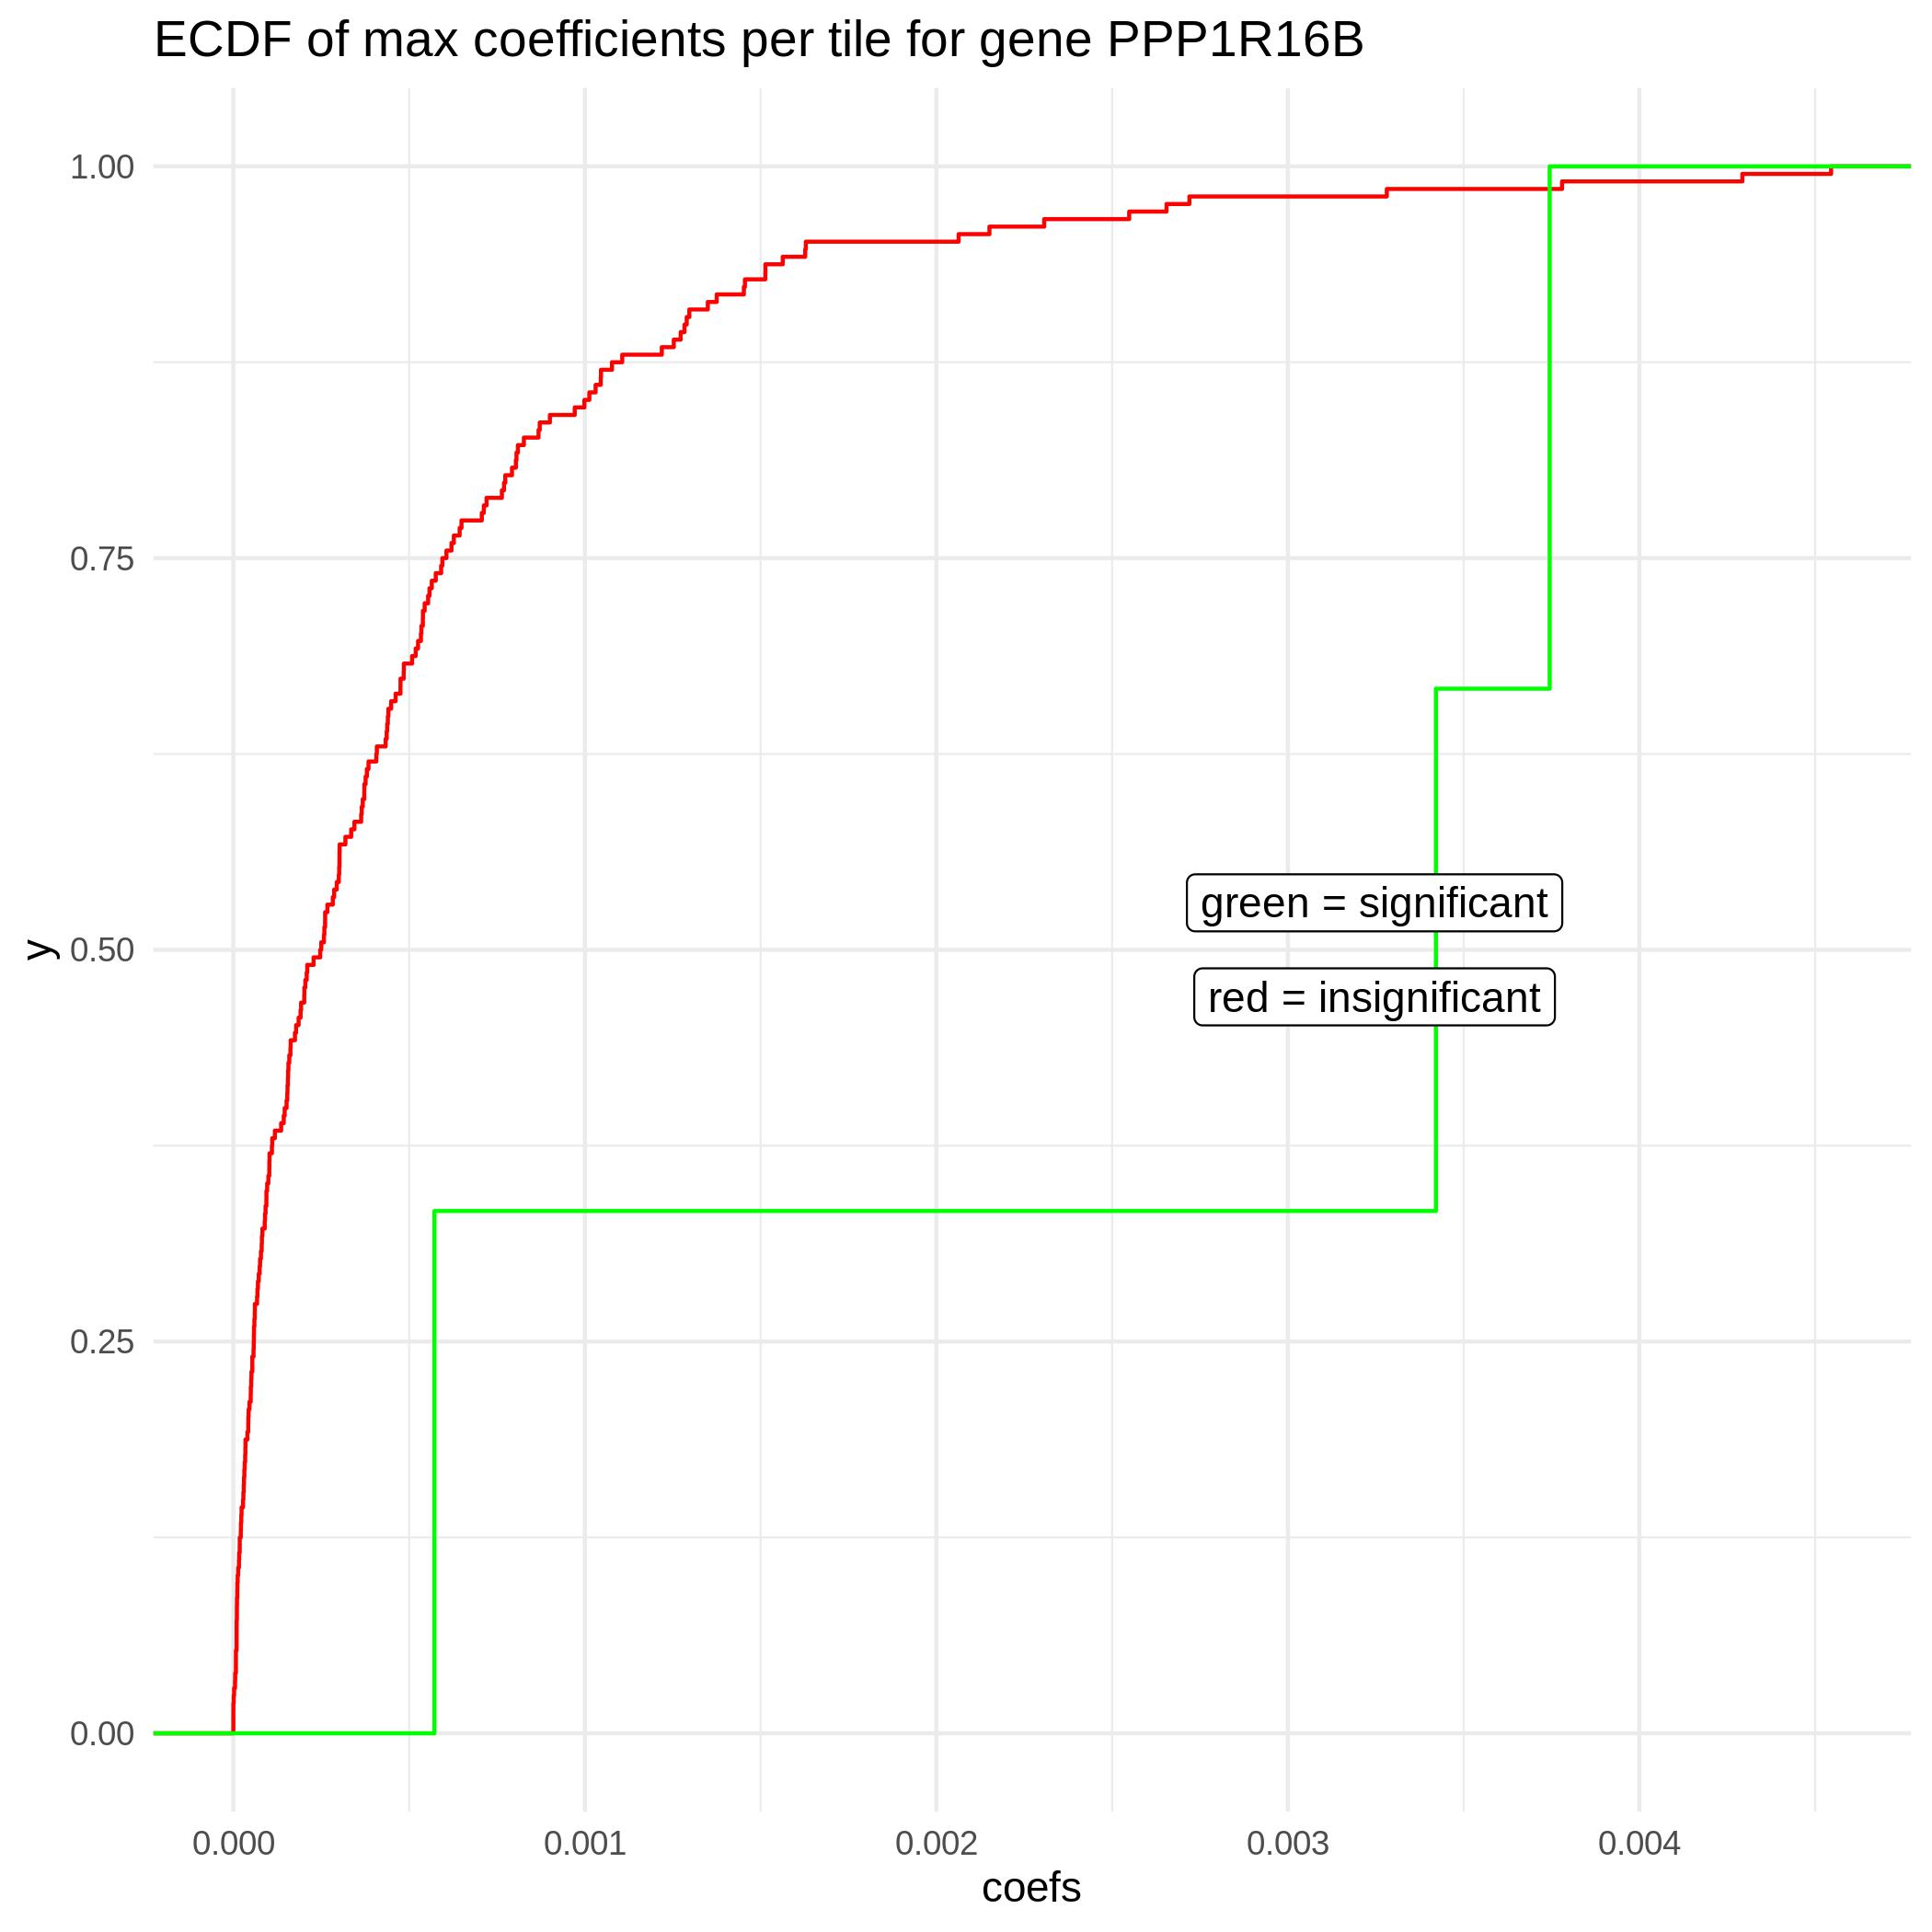 ECDF of max coefficients per tile for gene PPP1R16B
1.00
0.75
0.50
0.25
0.00
y
green = significant
red = insignificant
0.000 0.001 0.002 0.003 0.004
coefs